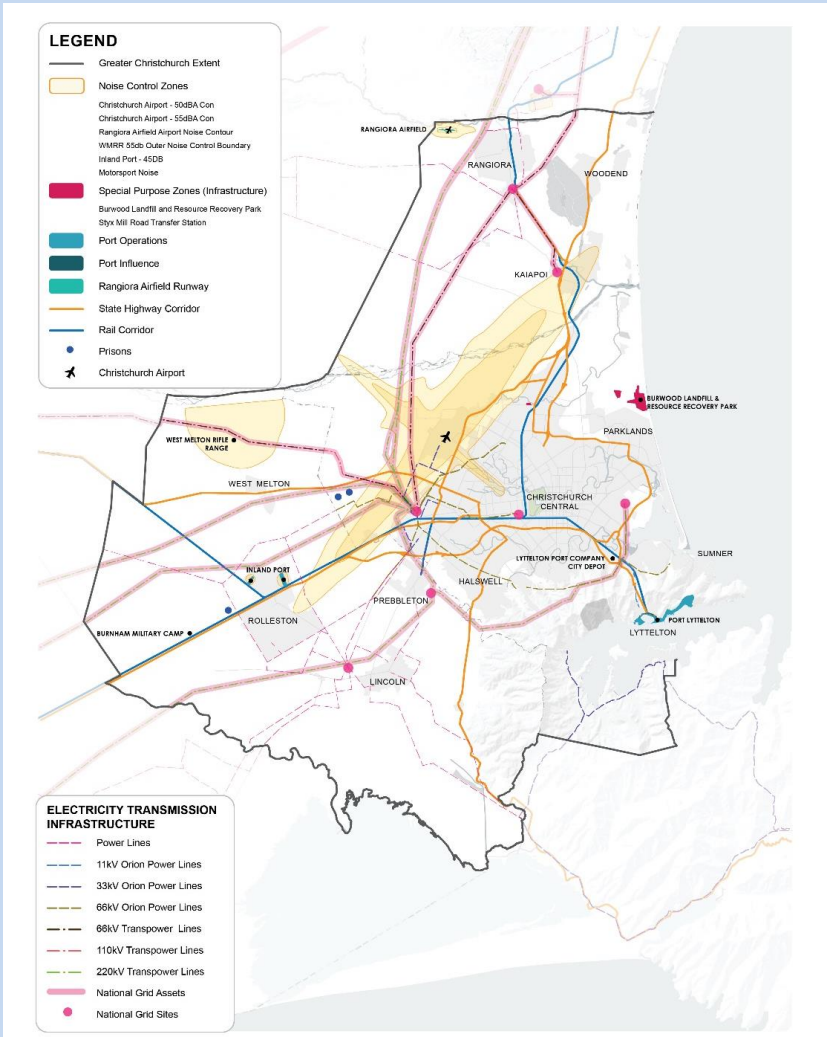 LEGEND
Greater Christchurch Extent
Noise Control Zones
Christchurch Airport - 50dBA Con
Christchurch Airport - 55dBA Con
Rangiora Airfield Airport Noise Contour
WMRR 55db Outer Noise Control Boundary
Inland Port - 45DB
Motorsport Noise
Special Purpose Zones (Infrastructure)
Burwood Landfill and Resource Recovery Park
Styx Mill Road Transfer Station
Port Operations
Port Influence
Rangiora Airfield Runway
State Highway Corridor
Rail Corridor
Prisons
Christchurch Airport
RANGIORA AIRFIELD
RANGIORA
WOODEND
KAIAPOI
BURWOOD LANDFILL &
RESOURCE RECOVERY PARK
PARKLANDS
WEST MELTON RIFLE
RANGE
WEST MELTON
CHRISTCHURCH
CENTRAL
LYTTELTON PORT COMPANY
CITY DEPOT
SUMNER
INLAND PORT
HALSWELL
PREBBLETON
ROLLESTON
PORT LYTTELTON
LYTTELTON
BURNHAM MILITARY CAMP
LINCOLN
ELECTRICITY TRANSMISSION
INFRASTRUCTURE
Power Lines
11kV Orion Power Lines
33kV Orion Power Lines
66kV Orion Power Lines
66kV Transpower Lines
110kV Transpower Lines
220kV Transpower Lines
National Grid Assets
National Grid Sites